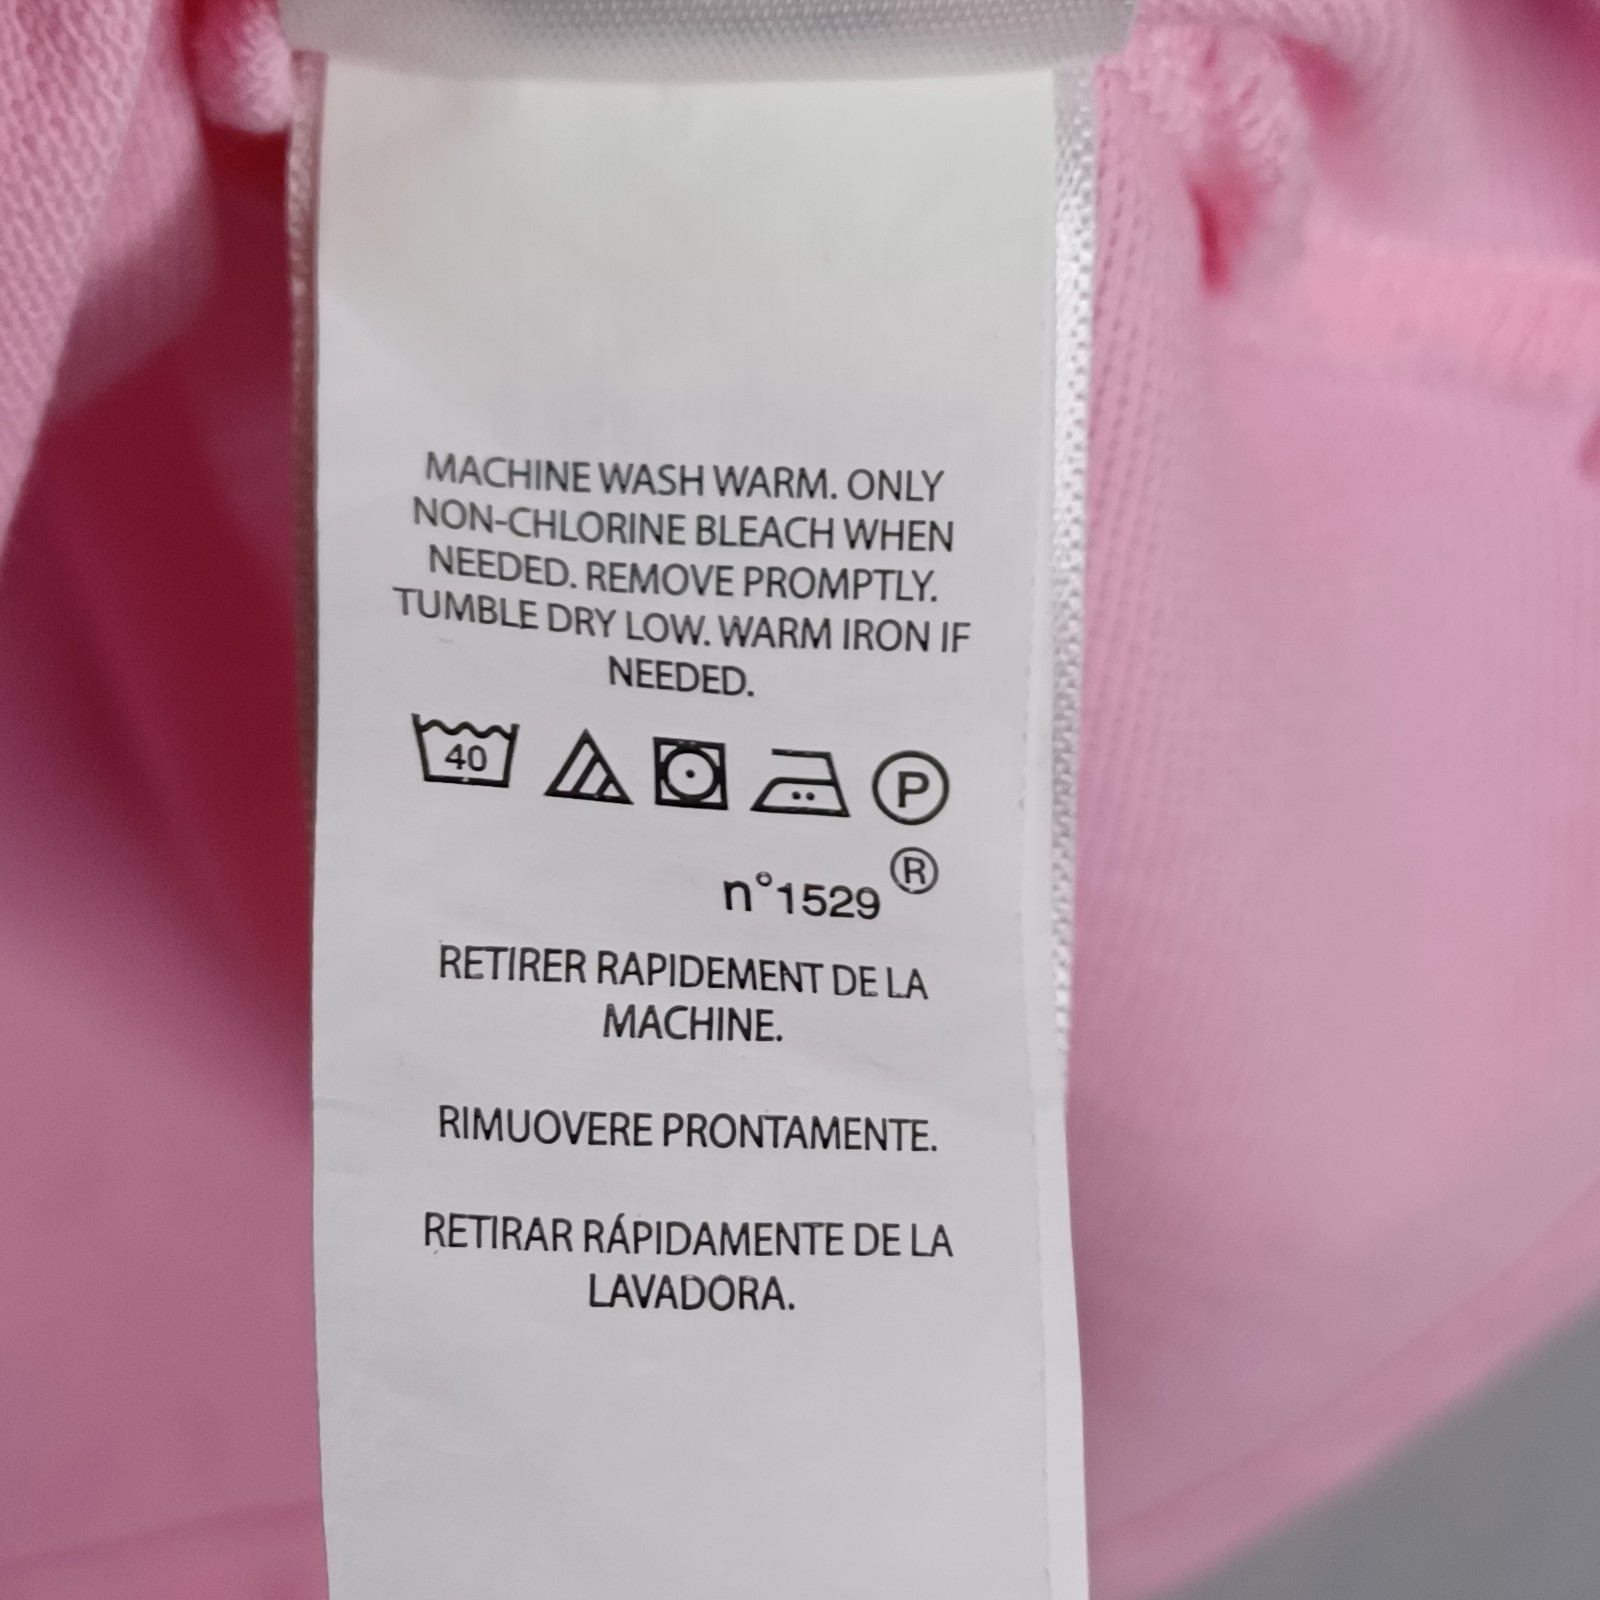 MACHINE WASH WARM. ONLY
NON-CHLORINE BLEACH WHEN
NEEDED. REMOVE PROMPTLY.
TUMBLE DRY LOW. WARM IRON IF
NEEDED.
40 P
n°1529 ®
RETIRER RAPIDEMENT DE LA
MACHINE.
RIMUOVERE PRONTAMENTE.
RETIRAR RÁPIDAMENTE DE LA
LAVADORA.